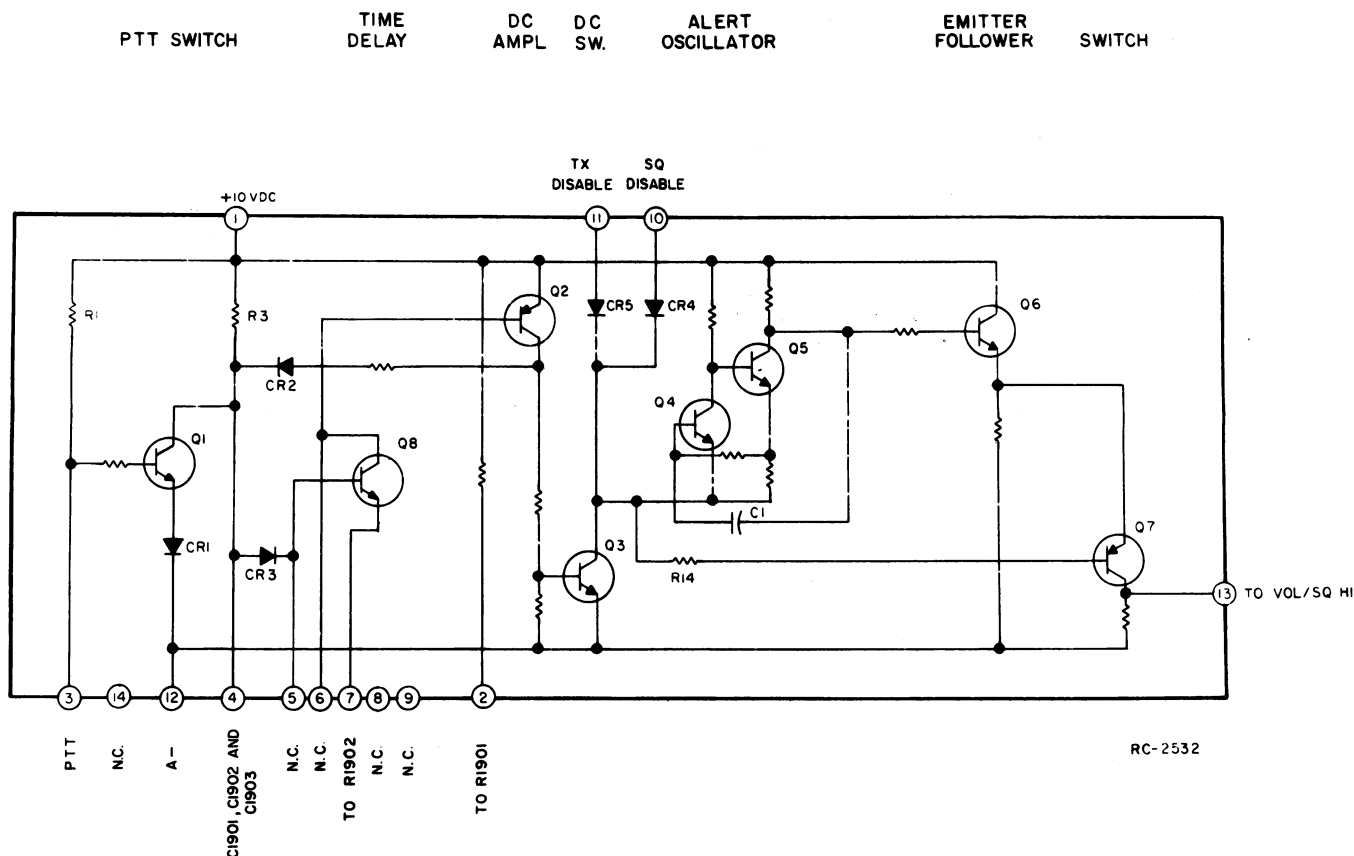 PTT SWITCH
TIME
DELAY
DC
AMPL
DC
SW.
ALERT
OSCILLATOR
EMITTER
FOLLOWER
SWITCH
TX
DISABLE
SQ
DISABLE
+10 VDC
1
11
10
R1
R3
Q2
CR5
CR4
Q6
CR2
Q5
Q4
Q1
Q8
C1
CR1
CR3
Q3
R14
Q7
13 TO VOL/SQ HI
3
14
12
4
5
6
7
8
9
2
PTT
N.C.
A-
C1901, C1902 AND
C1903
N.C.
N.C.
TO R1902
N.C.
N.C.
TO R1901
RC-2532